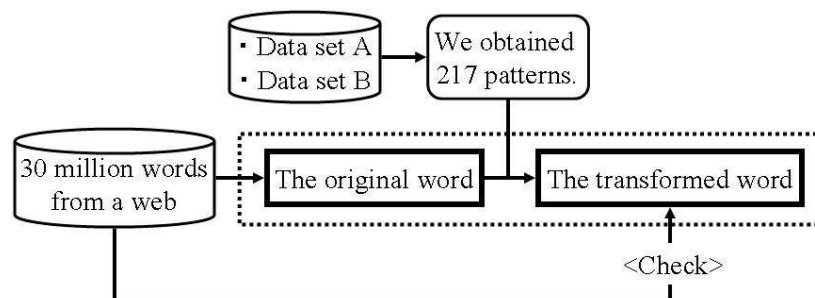 ・Data set A
・Data set B
We obtained
217 patterns.
30 million words
from a web
The original word
The transformed word
<Check>